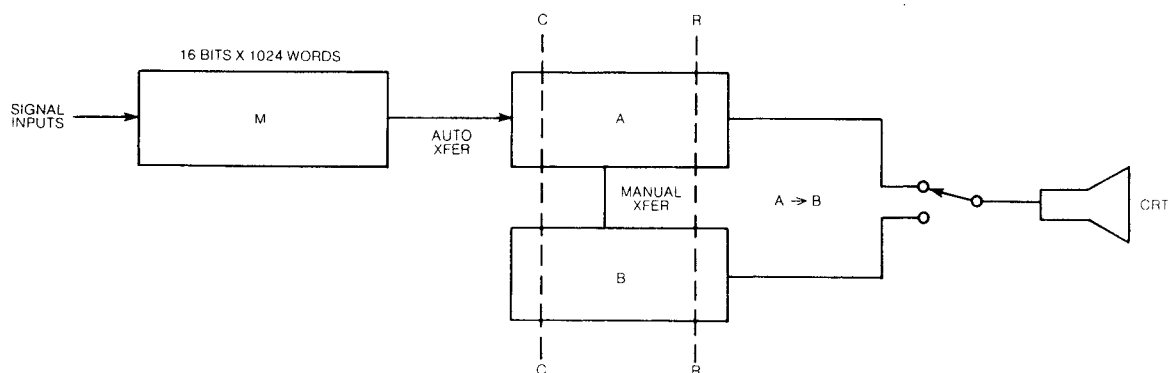 C
R
16 BITS X 1024 WORDS
SIGNAL
INPUTS
M
AUTO
XFER
A
MANUAL
XFER
A → B
CRT
B
C
R